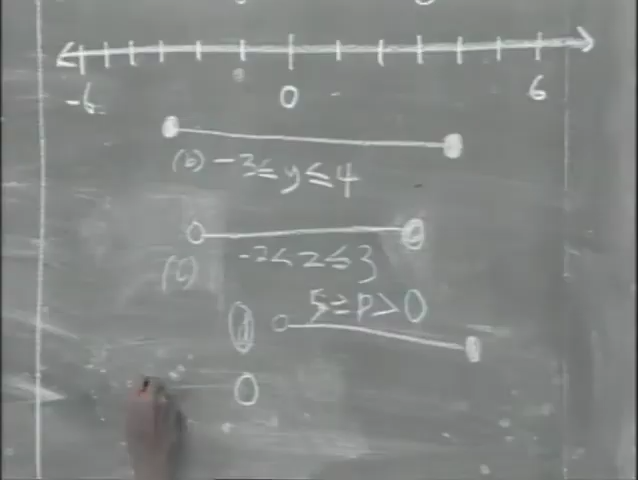 -6 0 6
(b) -3 ≤ y ≤ 4
-2 < z ≤ 3
(c)
5 ≥ p > 0
(d)